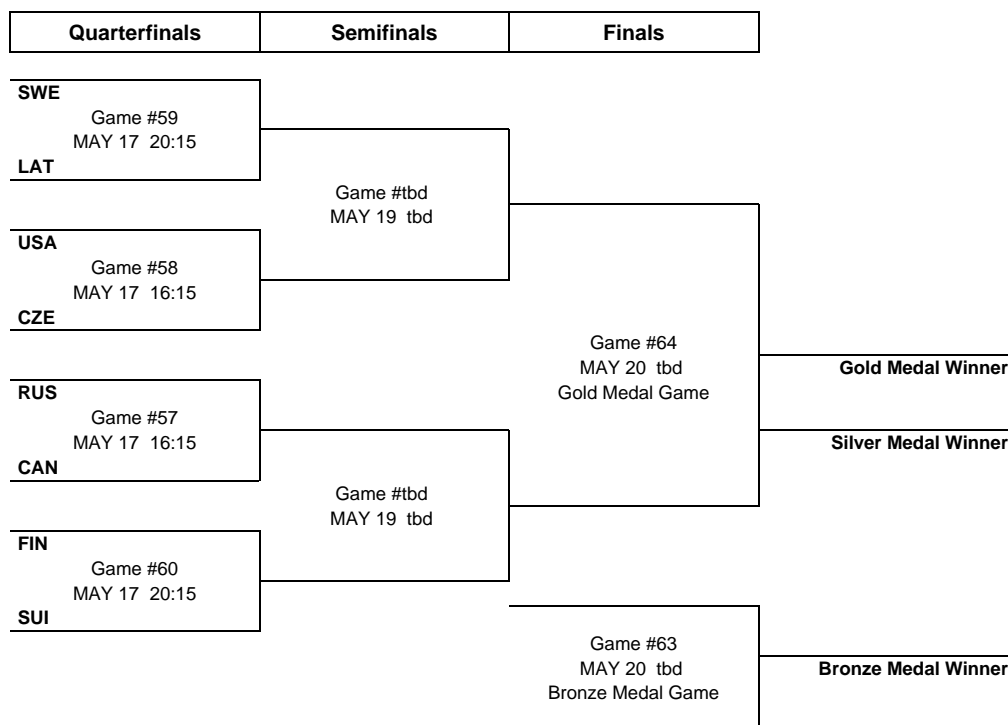 Quarterfinals Semifinals Finals
SWE
Game #59
MAY 17 20:15
LAT
Game #tbd
MAY 19 tbd
USA
Game #58
MAY 17 16:15
CZE
Game #64
MAY 20 tbd
Gold Medal Game
Gold Medal Winner
RUS
Game #57
MAY 17 16:15
CAN
Silver Medal Winner
Game #tbd
MAY 19 tbd
FIN
Game #60
MAY 17 20:15
SUI
Game #63
MAY 20 tbd
Bronze Medal Game
Bronze Medal Winner